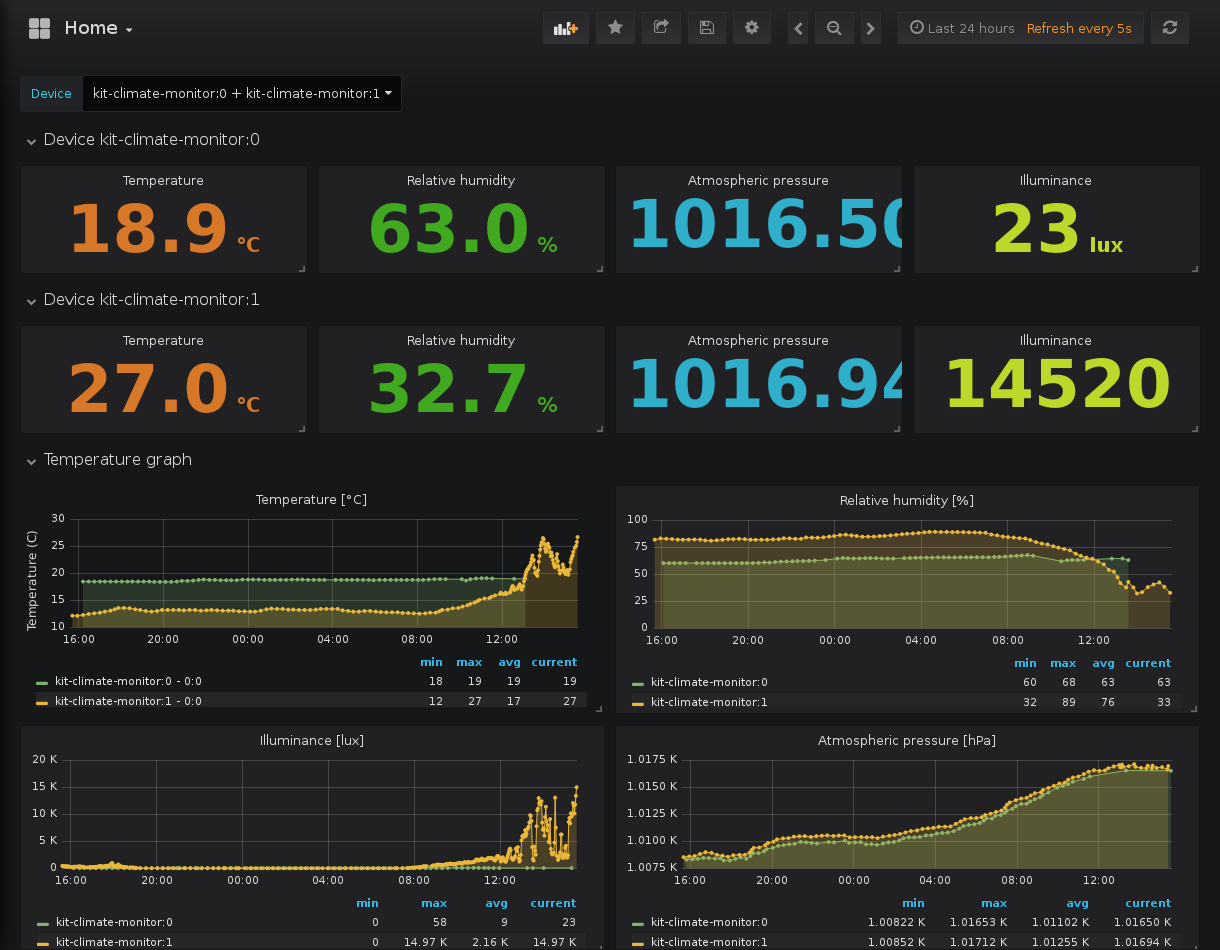 Home
Last 24 hours Refresh every 5s
Device kit-climate-monitor:0 + kit-climate-monitor:1
Device kit-climate-monitor:0
Temperature Relative humidity Atmospheric pressure Illuminance
18.9 °C 63.0 % 1016.50 23 lux
Device kit-climate-monitor:1
Temperature Relative humidity Atmospheric pressure Illuminance
27.0 °C 32.7 % 1016.94 14520
Temperature graph
Temperature [°C]
Temperature (C)
30
25
20
15
10
16:00 20:00 00:00 04:00 08:00 12:00
min max avg current
kit-climate-monitor:0 - 0:0 18 19 19 19
kit-climate-monitor:1 - 0:0 12 27 17 27
Relative humidity [%]
100
75
50
25
0
16:00 20:00 00:00 04:00 08:00 12:00
min max avg current
kit-climate-monitor:0 60 68 63 63
kit-climate-monitor:1 32 89 76 33
Illuminance [lux]
20 K
15 K
10 K
5 K
0
16:00 20:00 00:00 04:00 08:00 12:00
min max avg current
kit-climate-monitor:0 0 58 9 23
kit-climate-monitor:1 0 14.97 K 2.16 K 14.97 K
Atmospheric pressure [hPa]
1.0175 K
1.0150 K
1.0125 K
1.0100 K
1.0075 K
16:00 20:00 00:00 04:00 08:00 12:00
min max avg current
kit-climate-monitor:0 1.00822 K 1.01653 K 1.01102 K 1.01650 K
kit-climate-monitor:1 1.00852 K 1.01712 K 1.01255 K 1.01694 K